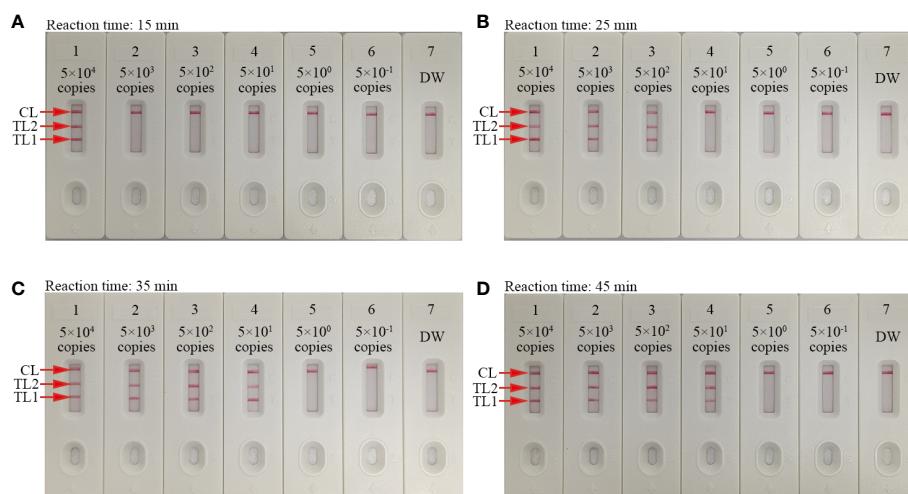 A
Reaction time: 15 min
1 2 3 4 5 6 7
5×10⁴ 5×10³ 5×10² 5×10¹ 5×10⁰ 5×10⁻¹ DW
copies copies copies copies copies copies
CL
TL2
TL1
B
Reaction time: 25 min
1 2 3 4 5 6 7
5×10⁴ 5×10³ 5×10² 5×10¹ 5×10⁰ 5×10⁻¹ DW
copies copies copies copies copies copies
CL
TL2
TL1
C
Reaction time: 35 min
1 2 3 4 5 6 7
5×10⁴ 5×10³ 5×10² 5×10¹ 5×10⁰ 5×10⁻¹ DW
copies copies copies copies copies copies
CL
TL2
TL1
D
Reaction time: 45 min
1 2 3 4 5 6 7
5×10⁴ 5×10³ 5×10² 5×10¹ 5×10⁰ 5×10⁻¹ DW
copies copies copies copies copies copies
CL
TL2
TL1